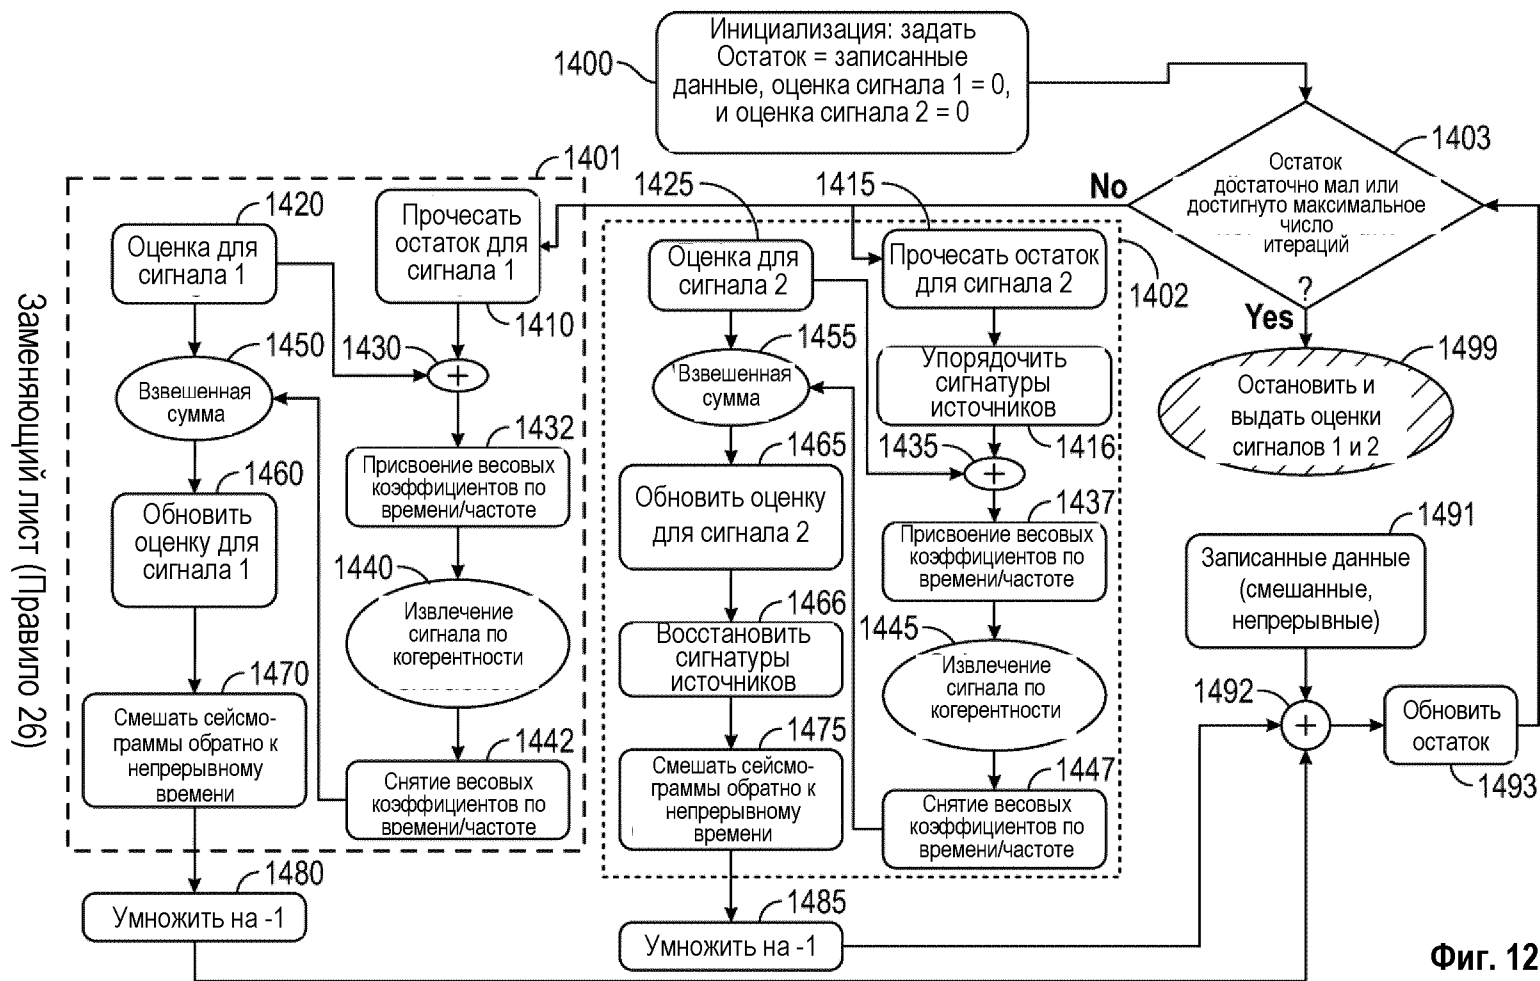 Инициализация: задать
Остаток = записанные
данные, оценка сигнала 1 = 0,
и оценка сигнала 2 = 0
1400
1403
Остаток
достаточно мал или
достигнуто максимальное
число
итераций
?
No
Yes
1499
Остановить и
выдать оценки
сигналов 1 и 2
1401
1420
Оценка для
сигнала 1
Прочесать
остаток для
сигнала 1
1410
1450
Взвешенная
сумма
1430
+
1432
Присвоение весовых
коэффициентов по
времени/частоте
1460
Обновить
оценку для
сигнала 1
1440
Извлечение
сигнала по
когерентности
1470
Смешать сейсмо-
граммы обратно к
непрерывному
времени
1442
Снятие весовых
коэффициентов по
времени/частоте
1480
Умножить на -1
1425
1415
1402
Оценка для
сигнала 2
Прочесать остаток
для сигнала 2
1455
Взвешенная
сумма
Упорядочить
сигнатуры
источников
1416
1435
+
1465
Обновить оценку
для сигнала 2
1437
Присвоение весовых
коэффициентов по
времени/частоте
1466
Восстановить
сигнатуры
источников
1445
Извлечение
сигнала по
когерентности
1475
Смешать сейсмо-
граммы обратно к
непрерывному
времени
1447
Снятие весовых
коэффициентов по
времени/частоте
1485
Умножить на -1
1491
Записанные данные
(смешанные,
непрерывные)
1492
+
Обновить
остаток
1493
Заменяющий лист (Правило 26)
Фиг. 12